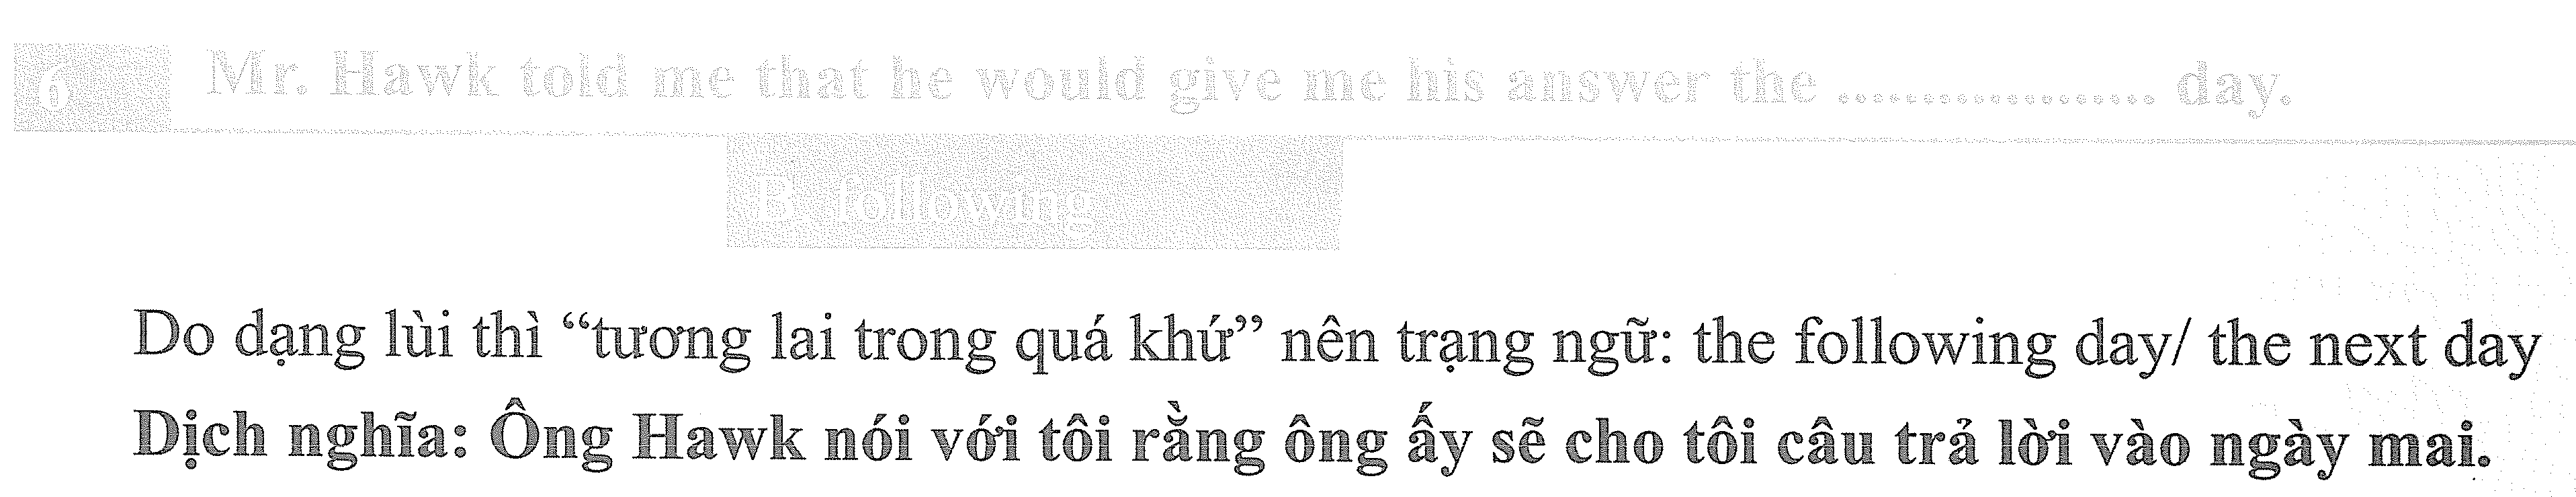 6 Mr. Hawk told me that he would give me his answer the ................... day.
B. following
Do dạng lùi thì “tương lai trong quá khứ” nên trạng ngữ: the following day/ the next day
Dịch nghĩa: Ông Hawk nói với tôi rằng ông ấy sẽ cho tôi câu trả lời vào ngày mai.